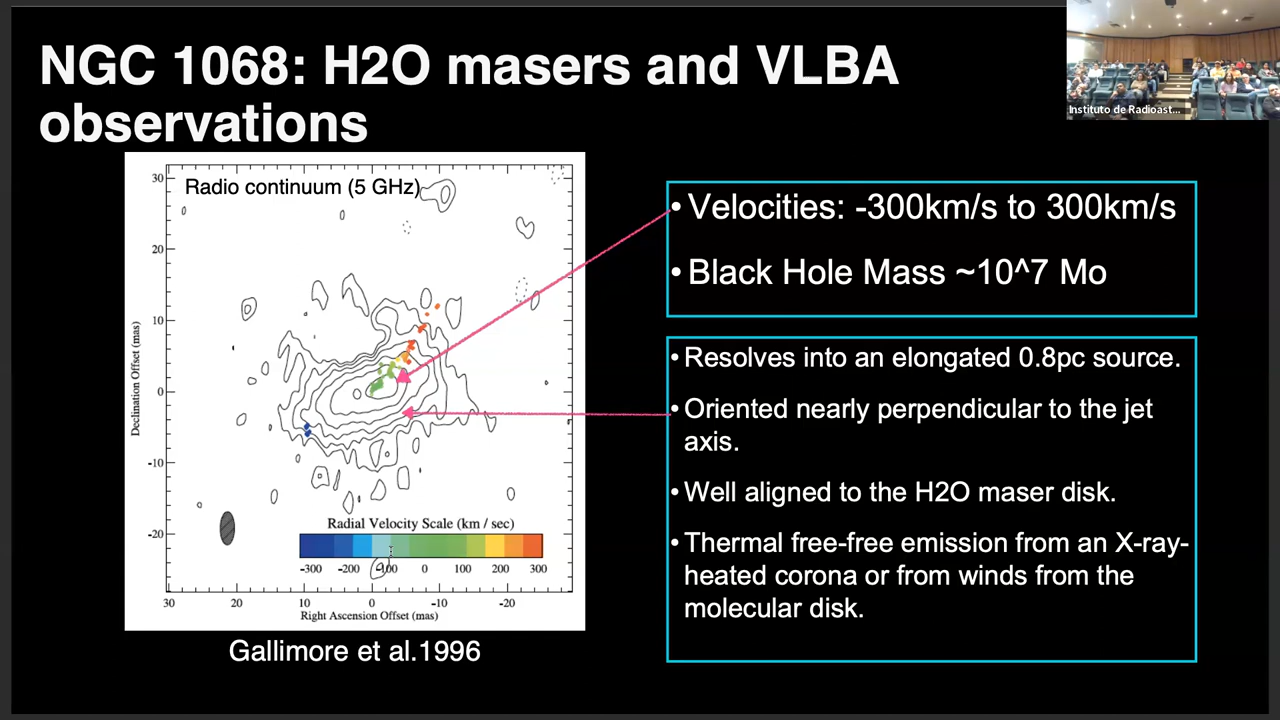 NGC 1068: H2O masers and VLBA
observations
Instituto de Radioast...
Radio continuum (5 GHz)
30
20
10
0
-10
-20
Declination Offset (mas)
Radial Velocity Scale (km / sec)
-300 -200 -100 0 100 200 300
30 20 10 0 -10 -20
Right Ascension Offset (mas)
Gallimore et al.1996
• Velocities: -300km/s to 300km/s
• Black Hole Mass ~10^7 Mo
• Resolves into an elongated 0.8pc source.
• Oriented nearly perpendicular to the jet
axis.
• Well aligned to the H2O maser disk.
• Thermal free-free emission from an X-ray-
heated corona or from winds from the
molecular disk.